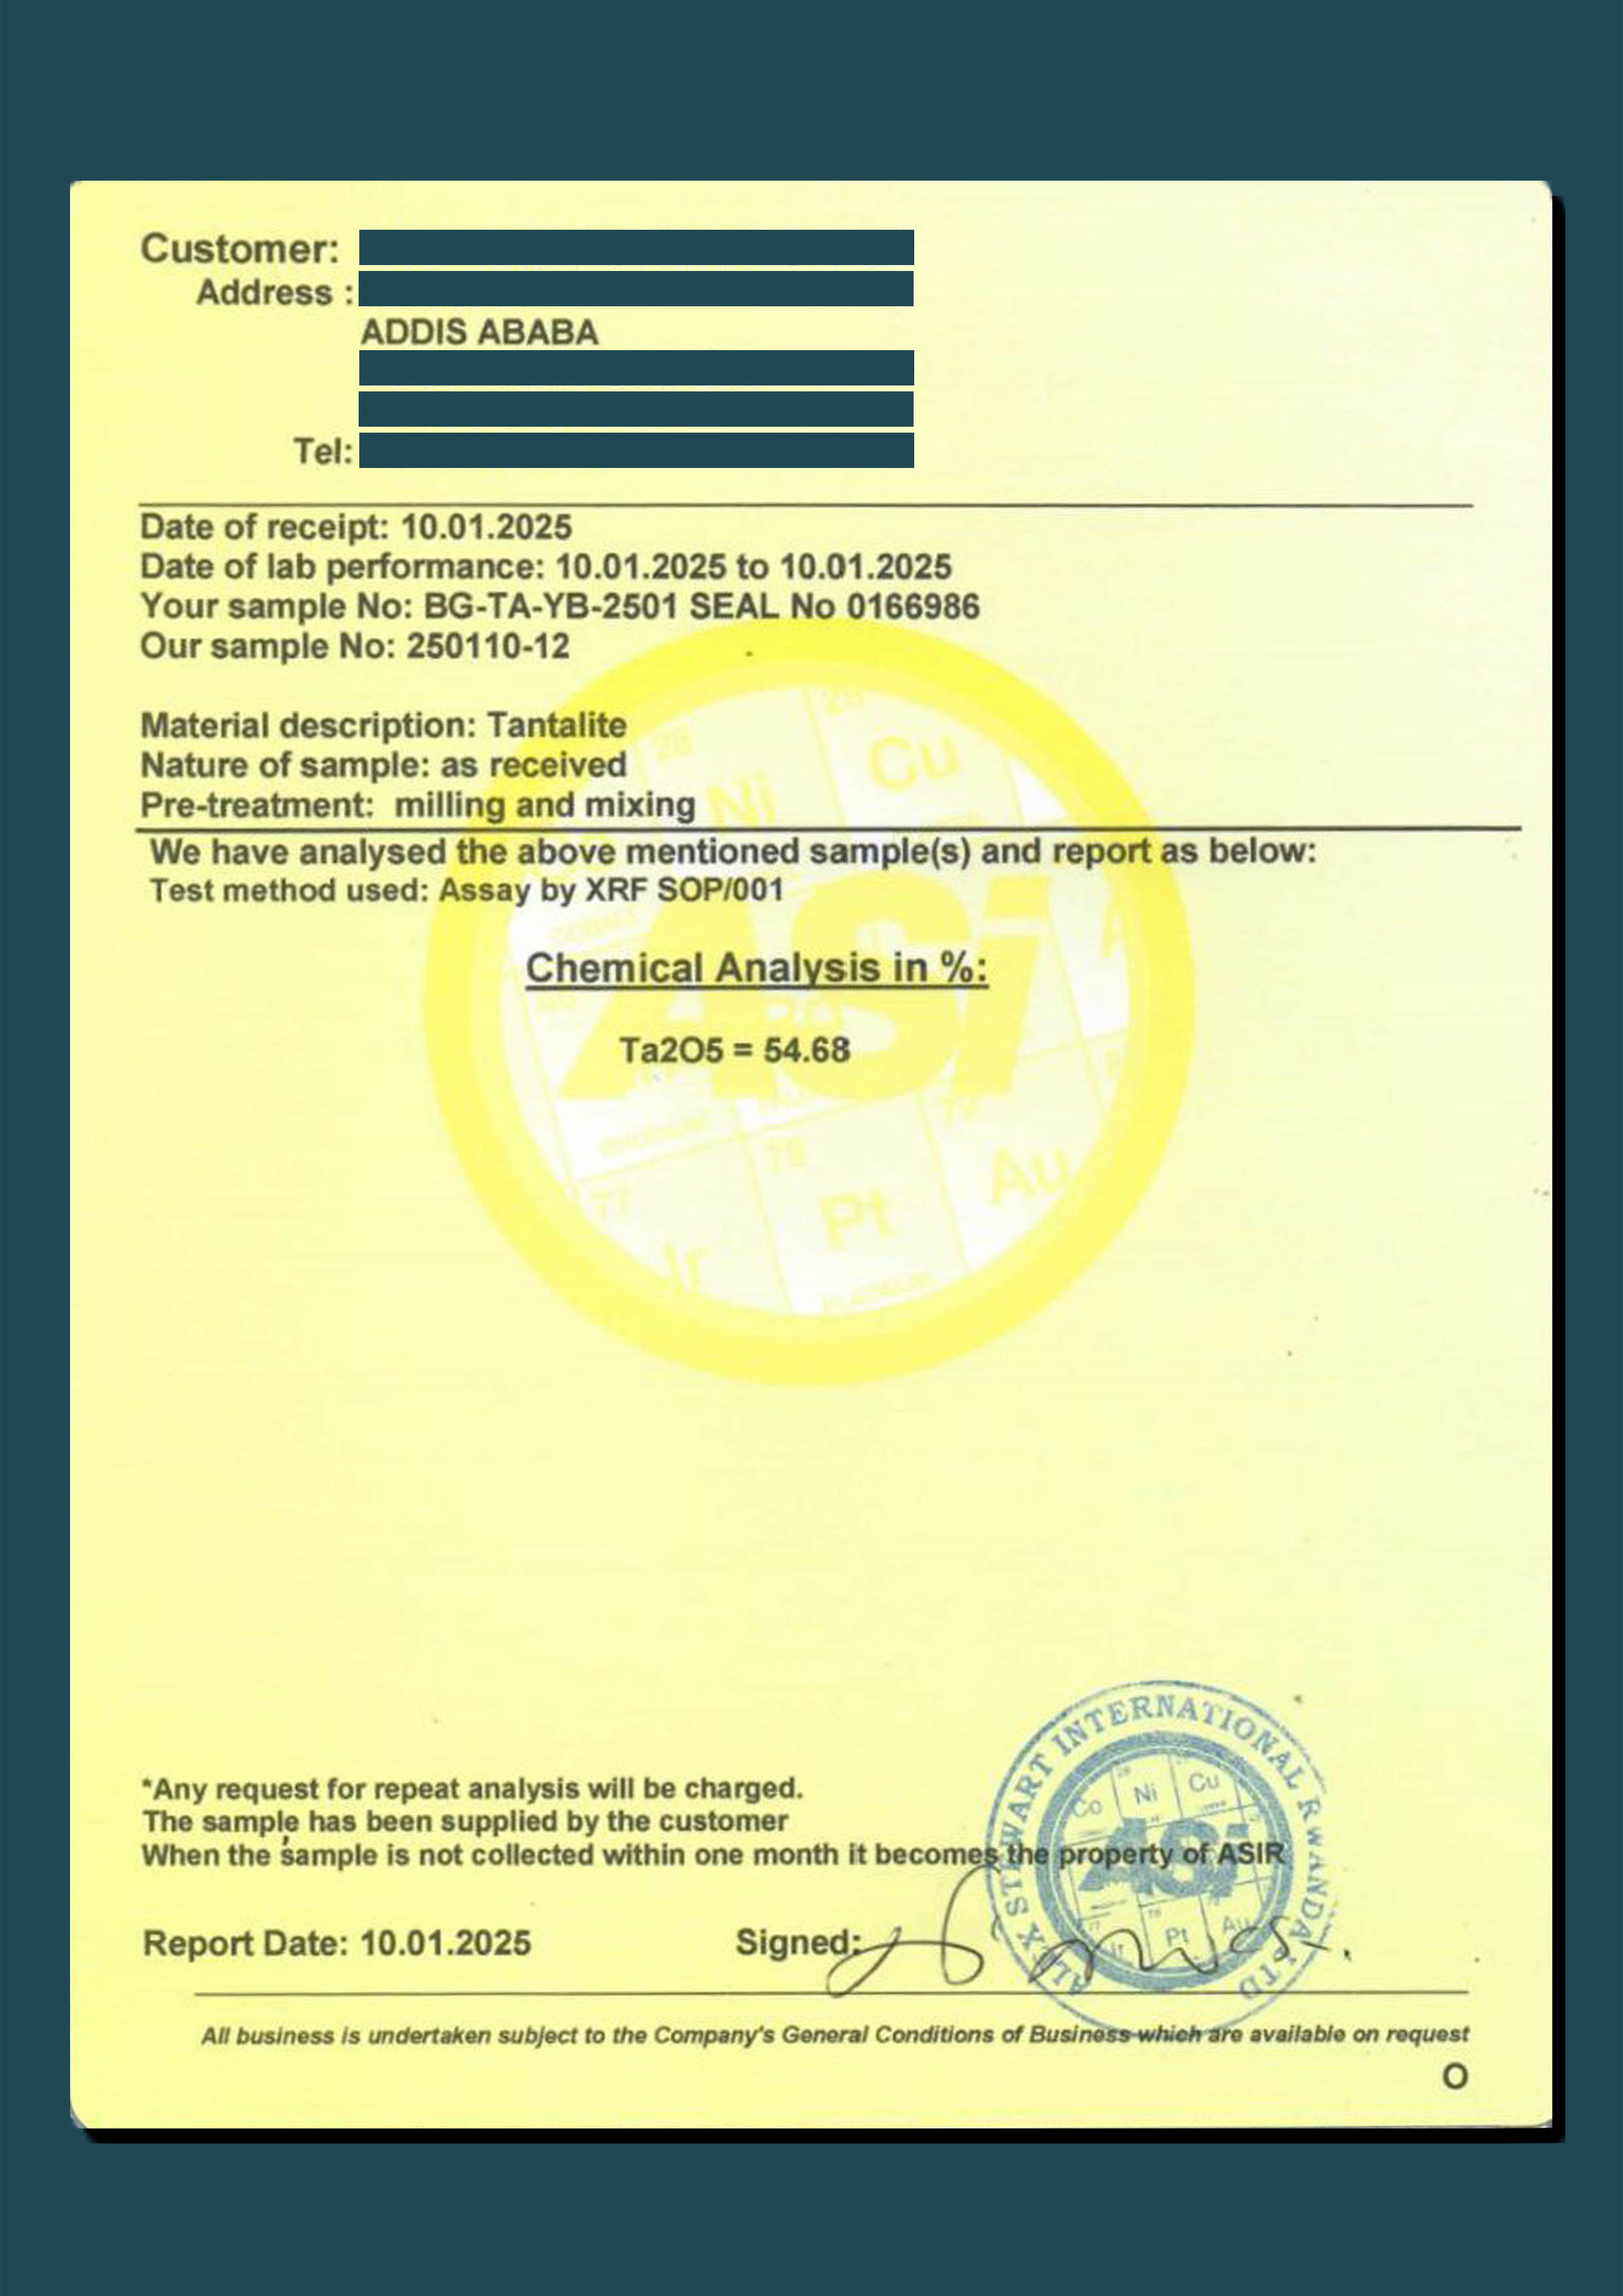 Customer:
Address :
ADDIS ABABA
Tel:
Date of receipt: 10.01.2025
Date of lab performance: 10.01.2025 to 10.01.2025
Your sample No: BG-TA-YB-2501 SEAL No 0166986
Our sample No: 250110-12
Material description: Tantalite
Nature of sample: as received
Pre-treatment: milling and mixing
We have analysed the above mentioned sample(s) and report as below:
Test method used: Assay by XRF SOP/001
Chemical Analysis in %:
Ta2O5 = 54.68
28
Ni
Cu
ASi
77
Ir
78
Pt
Au
*Any request for repeat analysis will be charged.
The sample has been supplied by the customer
When the sample is not collected within one month it becomes the property of ASIR
Report Date: 10.01.2025
Signed:
ALEX STEWART INTERNATIONAL RWANDA LTD
Co
28
Ni
Cu
ASi
78
Pt
Au
All business is undertaken subject to the Company's General Conditions of Business which are available on request
O